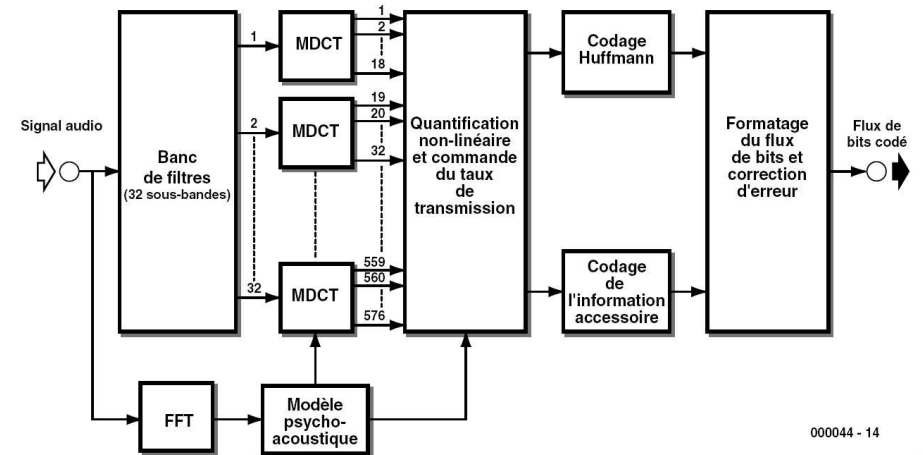 Signal audio
Banc
de filtres
(32 sous-bandes)
1
2
32
MDCT
MDCT
MDCT
1
2
18
19
20
32
559
560
576
Quantification
non-linéaire
et commande
du taux
de
transmission
Codage
Huffmann
Codage
de
l'information
accessoire
Formatage
du flux
de bits et
correction
d'erreur
Flux de
bits codé
FFT
Modèle
psycho-
acoustique
000044 - 14